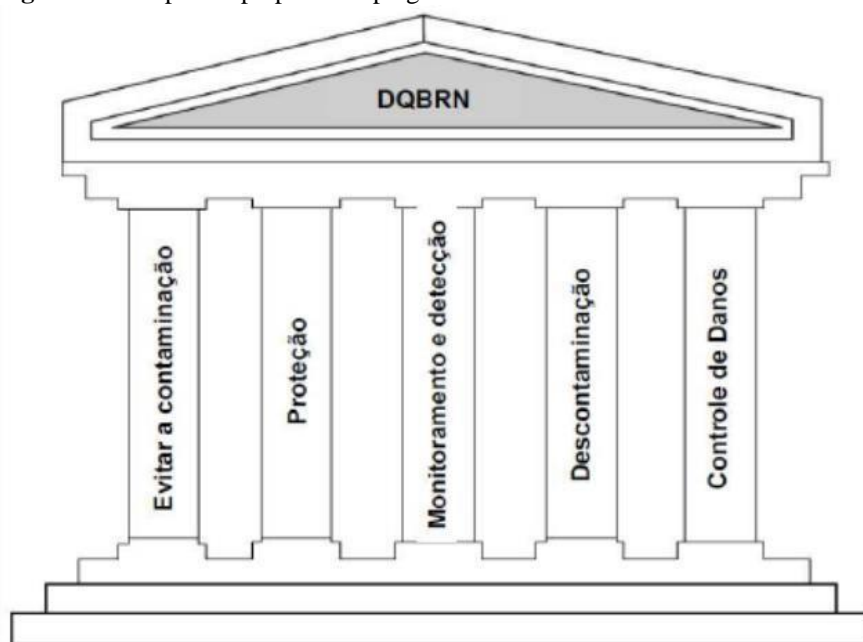 DQBRN
Evitar a contaminação
Proteção
Monitoramento e detecção
Descontaminação
Controle de Danos